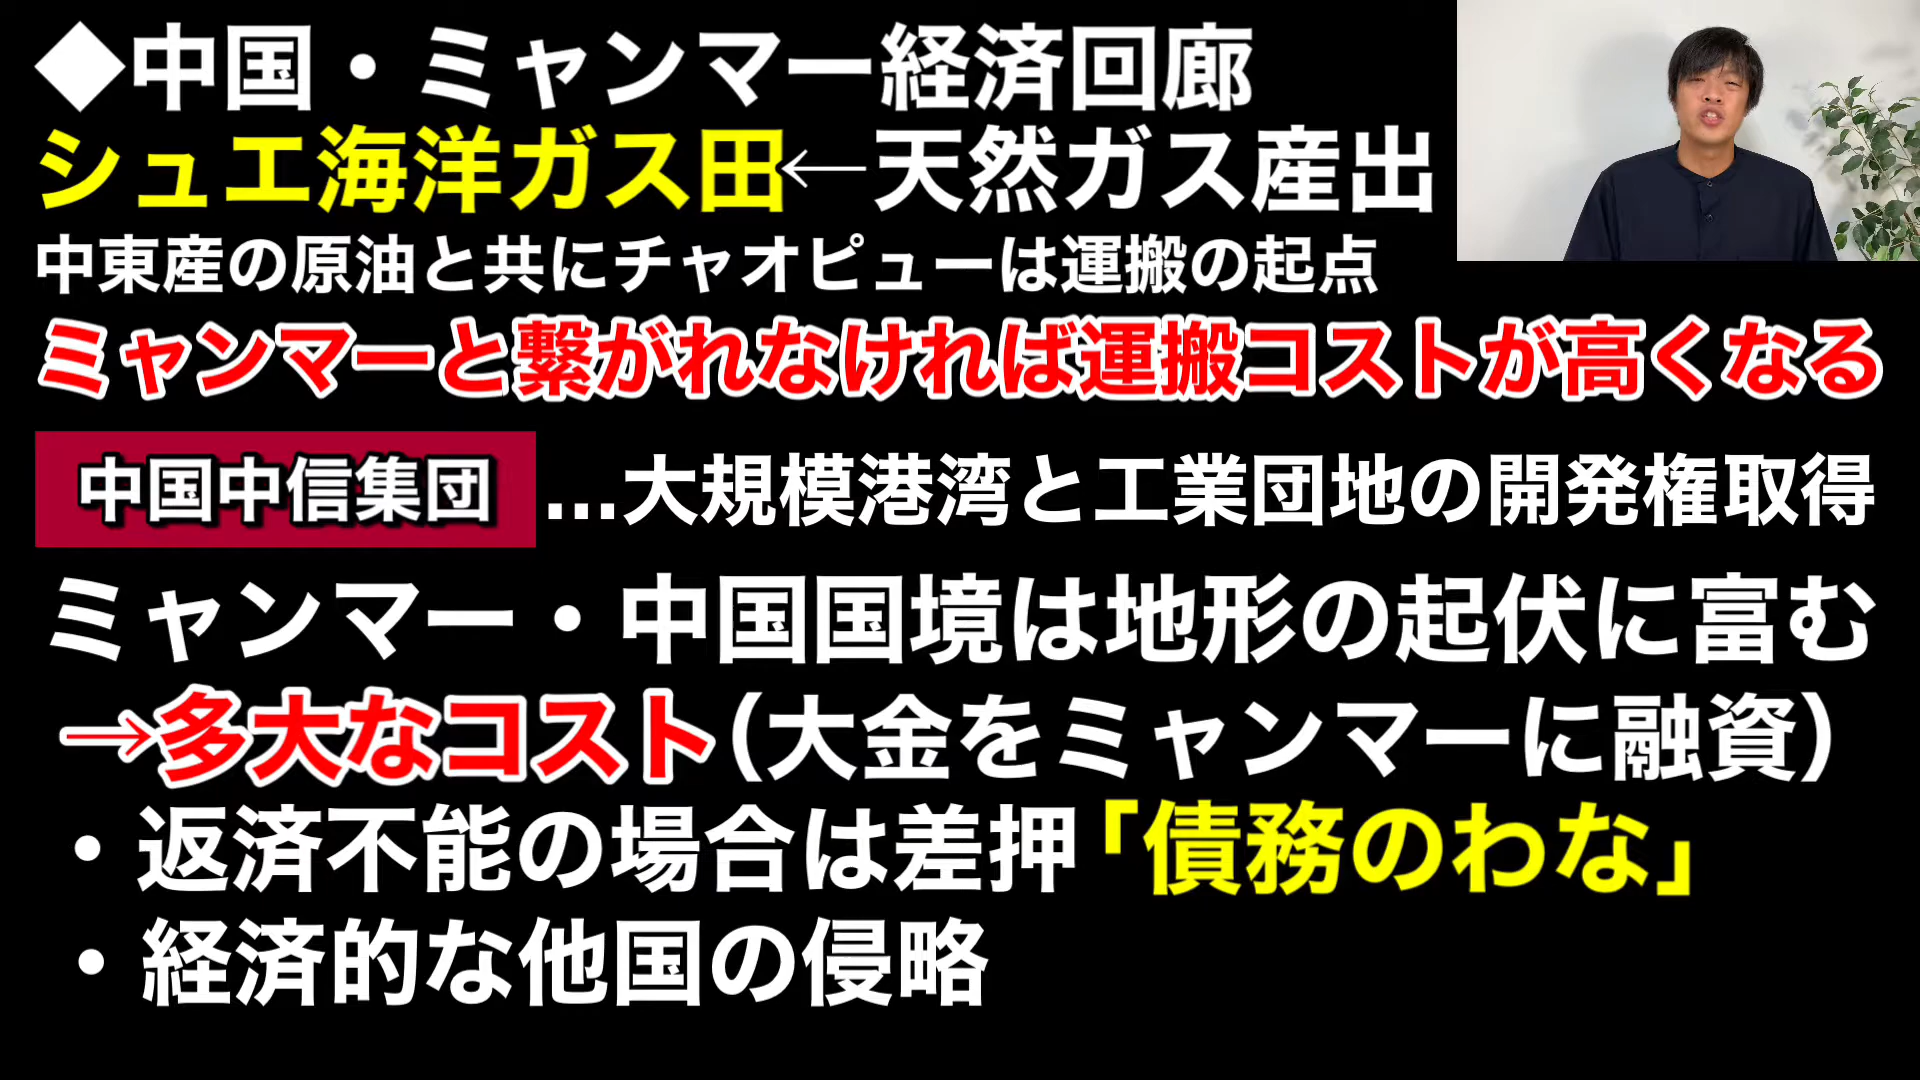 ◆中国・ミャンマー経済回廊
シュエ海洋ガス田←天然ガス産出
中東産の原油と共にチャオピューは運搬の起点
ミャンマーと繋がれなければ運搬コストが高くなる
中国中信集団…大規模港湾と工業団地の開発権取得
ミャンマー・中国国境は地形の起伏に富む
→多大なコスト(大金をミャンマーに融資)
・返済不能の場合は差押「債務のわな」
・経済的な他国の侵略